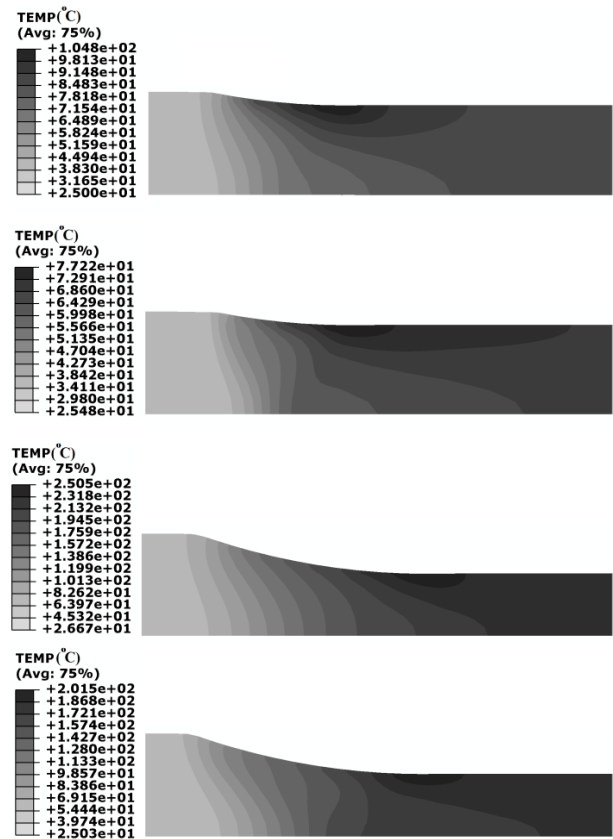 TEMP(°C)
(Avg: 75%)
+1.048e+02
+9.813e+01
+9.148e+01
+8.483e+01
+7.818e+01
+7.154e+01
+6.489e+01
+5.824e+01
+5.159e+01
+4.494e+01
+3.830e+01
+3.165e+01
+2.500e+01
TEMP(°C)
(Avg: 75%)
+7.722e+01
+7.291e+01
+6.860e+01
+6.429e+01
+5.998e+01
+5.566e+01
+5.135e+01
+4.704e+01
+4.273e+01
+3.842e+01
+3.411e+01
+2.980e+01
+2.548e+01
TEMP(°C)
(Avg: 75%)
+2.505e+02
+2.318e+02
+2.132e+02
+1.945e+02
+1.759e+02
+1.572e+02
+1.386e+02
+1.199e+02
+1.013e+02
+8.262e+01
+6.397e+01
+4.532e+01
+2.667e+01
TEMP(°C)
(Avg: 75%)
+2.015e+02
+1.868e+02
+1.721e+02
+1.574e+02
+1.427e+02
+1.280e+02
+1.133e+02
+9.857e+01
+8.386e+01
+6.915e+01
+5.444e+01
+3.974e+01
+2.503e+01